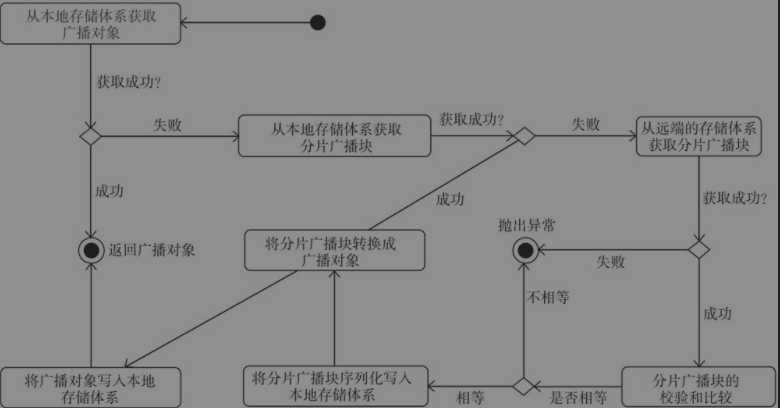 从本地存储体系获取
广播对象
获取成功?
失败
从本地存储体系获取
分片广播块
获取成功?
失败
从远端的存储体系
获取分片广播块
成功
成功
获取成功?
返回广播对象
将分片广播块转换成
广播对象
抛出异常
失败
不相等
成功
将广播对象写入本地
存储体系
将分片广播块序列化写入
本地存储体系
相等
是否相等
分片广播块的
校验和比较